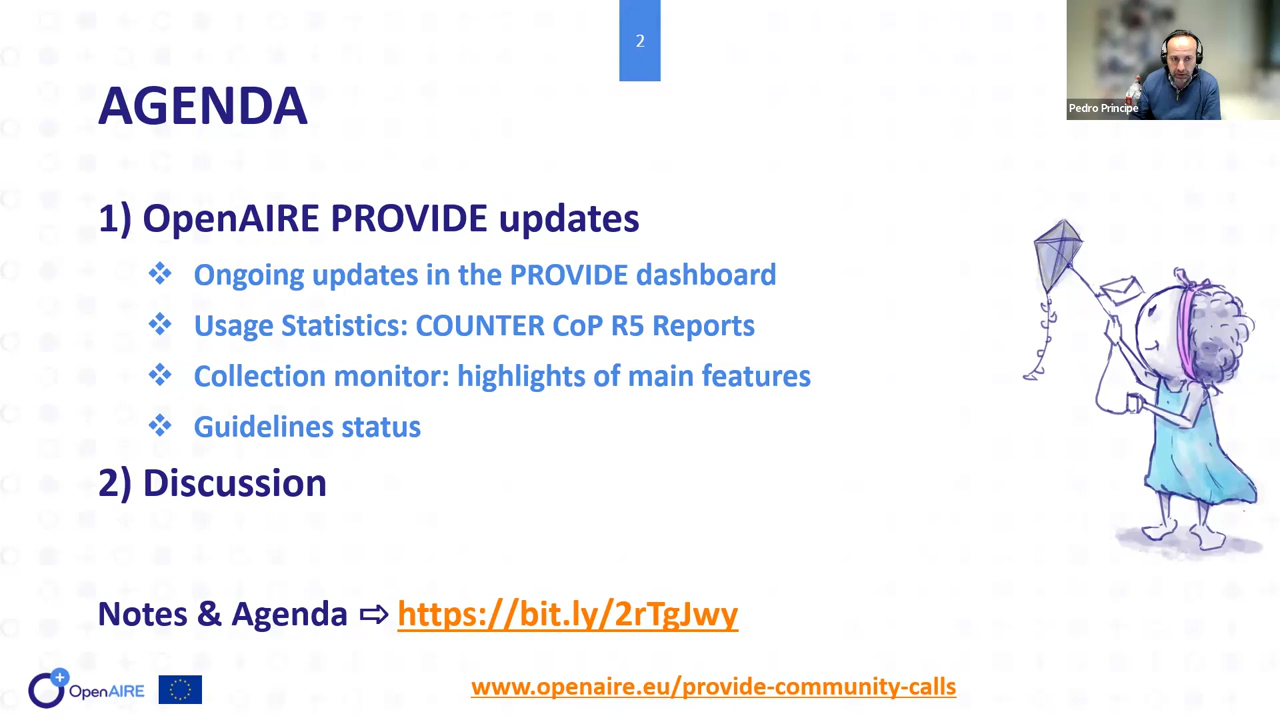 2
AGENDA
Pedro Príncipe
1) OpenAIRE PROVIDE updates
❖ Ongoing updates in the PROVIDE dashboard
❖ Usage Statistics: COUNTER CoP R5 Reports
❖ Collection monitor: highlights of main features
❖ Guidelines status
2) Discussion
Notes & Agenda ⇨ https://bit.ly/2rTgJwy
OpenAIRE
www.openaire.eu/provide-community-calls